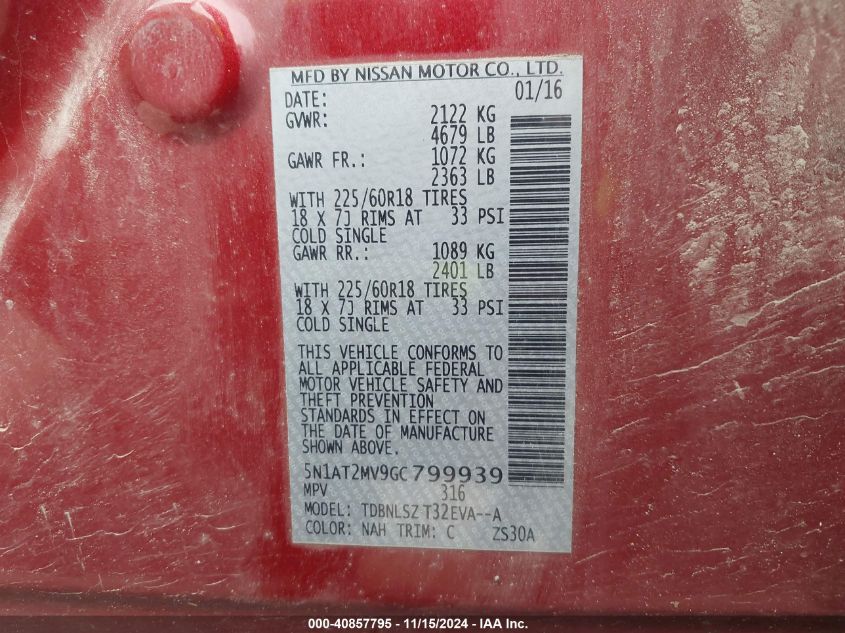 MFD BY NISSAN MOTOR CO., LTD.
DATE: 01/16
GVWR: 2122 KG
4679 LB
GAWR FR.: 1072 KG
2363 LB
WITH 225/60R18 TIRES
18 X 7J RIMS AT 33 PSI
COLD SINGLE
GAWR RR.: 1089 KG
2401 LB
WITH 225/60R18 TIRES
18 X 7J RIMS AT 33 PSI
COLD SINGLE
THIS VEHICLE CONFORMS TO
ALL APPLICABLE FEDERAL
MOTOR VEHICLE SAFETY AND
THEFT PREVENTION
STANDARDS IN EFFECT ON
THE DATE OF MANUFACTURE
SHOWN ABOVE.
5N1AT2MV9GC799939
MPV 316
MODEL: TDBNLSZ T32EVA--A
COLOR: NAH TRIM: C ZS30A
000-40857795 - 11/15/2024 - IAA Inc.